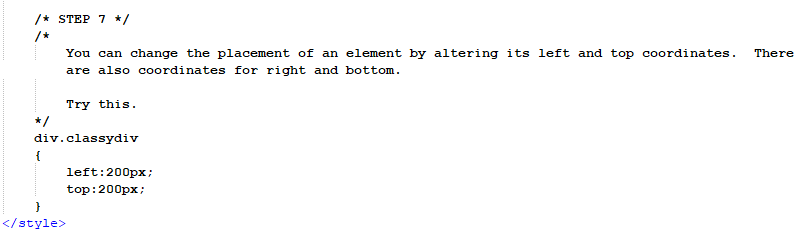 /* STEP 7 */
/*
You can change the placement of an element by altering its left and top coordinates.  There
are also coordinates for right and bottom.
Try this.
*/
div.classydiv
{
left:200px;
top:200px;
}
</style>